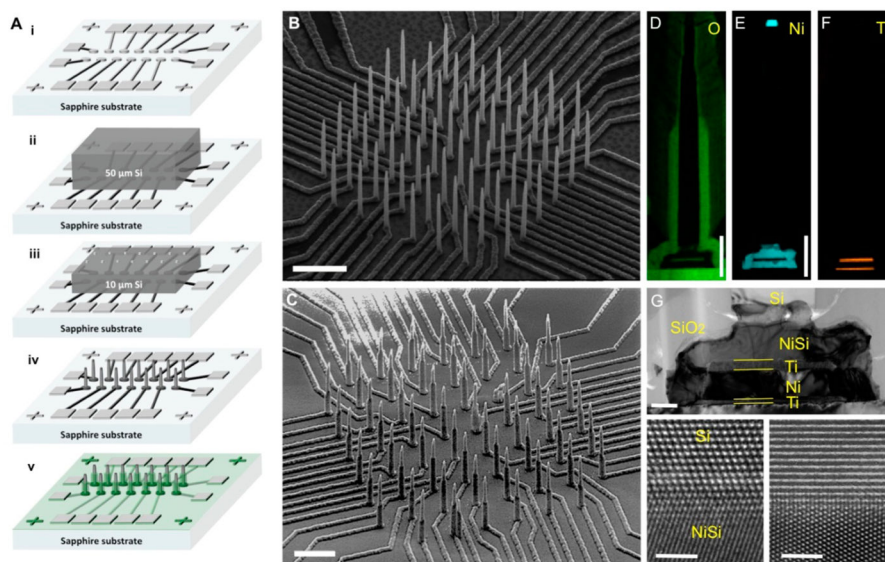 A
i
Sapphire substrate
ii
50 µm Si
Sapphire substrate
iii
10 µm Si
Sapphire substrate
iv
Sapphire substrate
v
Sapphire substrate
B
C
D
O
E
Ni
F
T
G
Si
SiO₂
NiSi
Ti
Ni
Ti
Si
NiSi